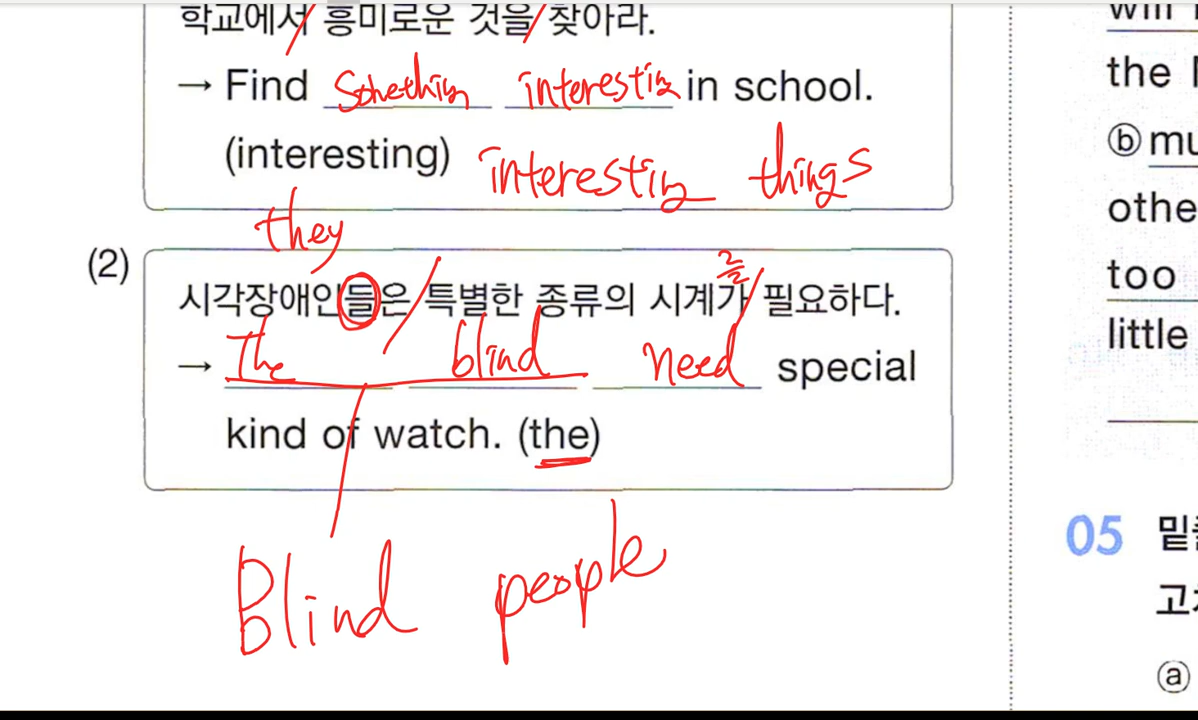 학교에서 흥미로운 것을 찾아라.
→ Find something interesting in school.
(interesting) interesting things
they
(2)
시각장애인들은 특별한 종류의 시계가 필요하다.
→ The blind need special
kind of watch. (the)
Blind people
will
the
ⓑ mu
othe
too
little
05
고
ⓐ